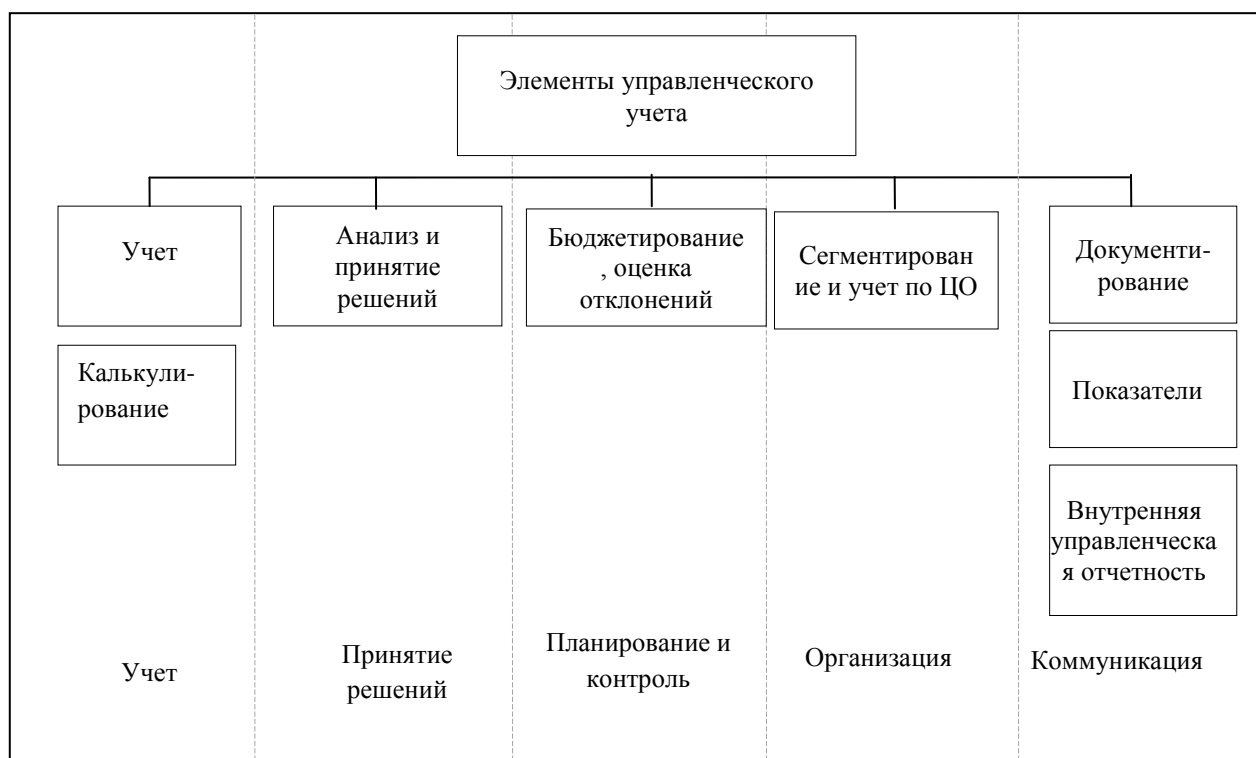 Элементы управленческого
учета
Учет
Анализ и
принятие
решений
Бюджетирование
, оценка
отклонений
Сегментирован
ие и учет по ЦО
Документи-
рование
Калькули-
рование
Показатели
Внутренняя
управленческа
я отчетность
Учет
Принятие
решений
Планирование и
контроль
Организация
Коммуникация